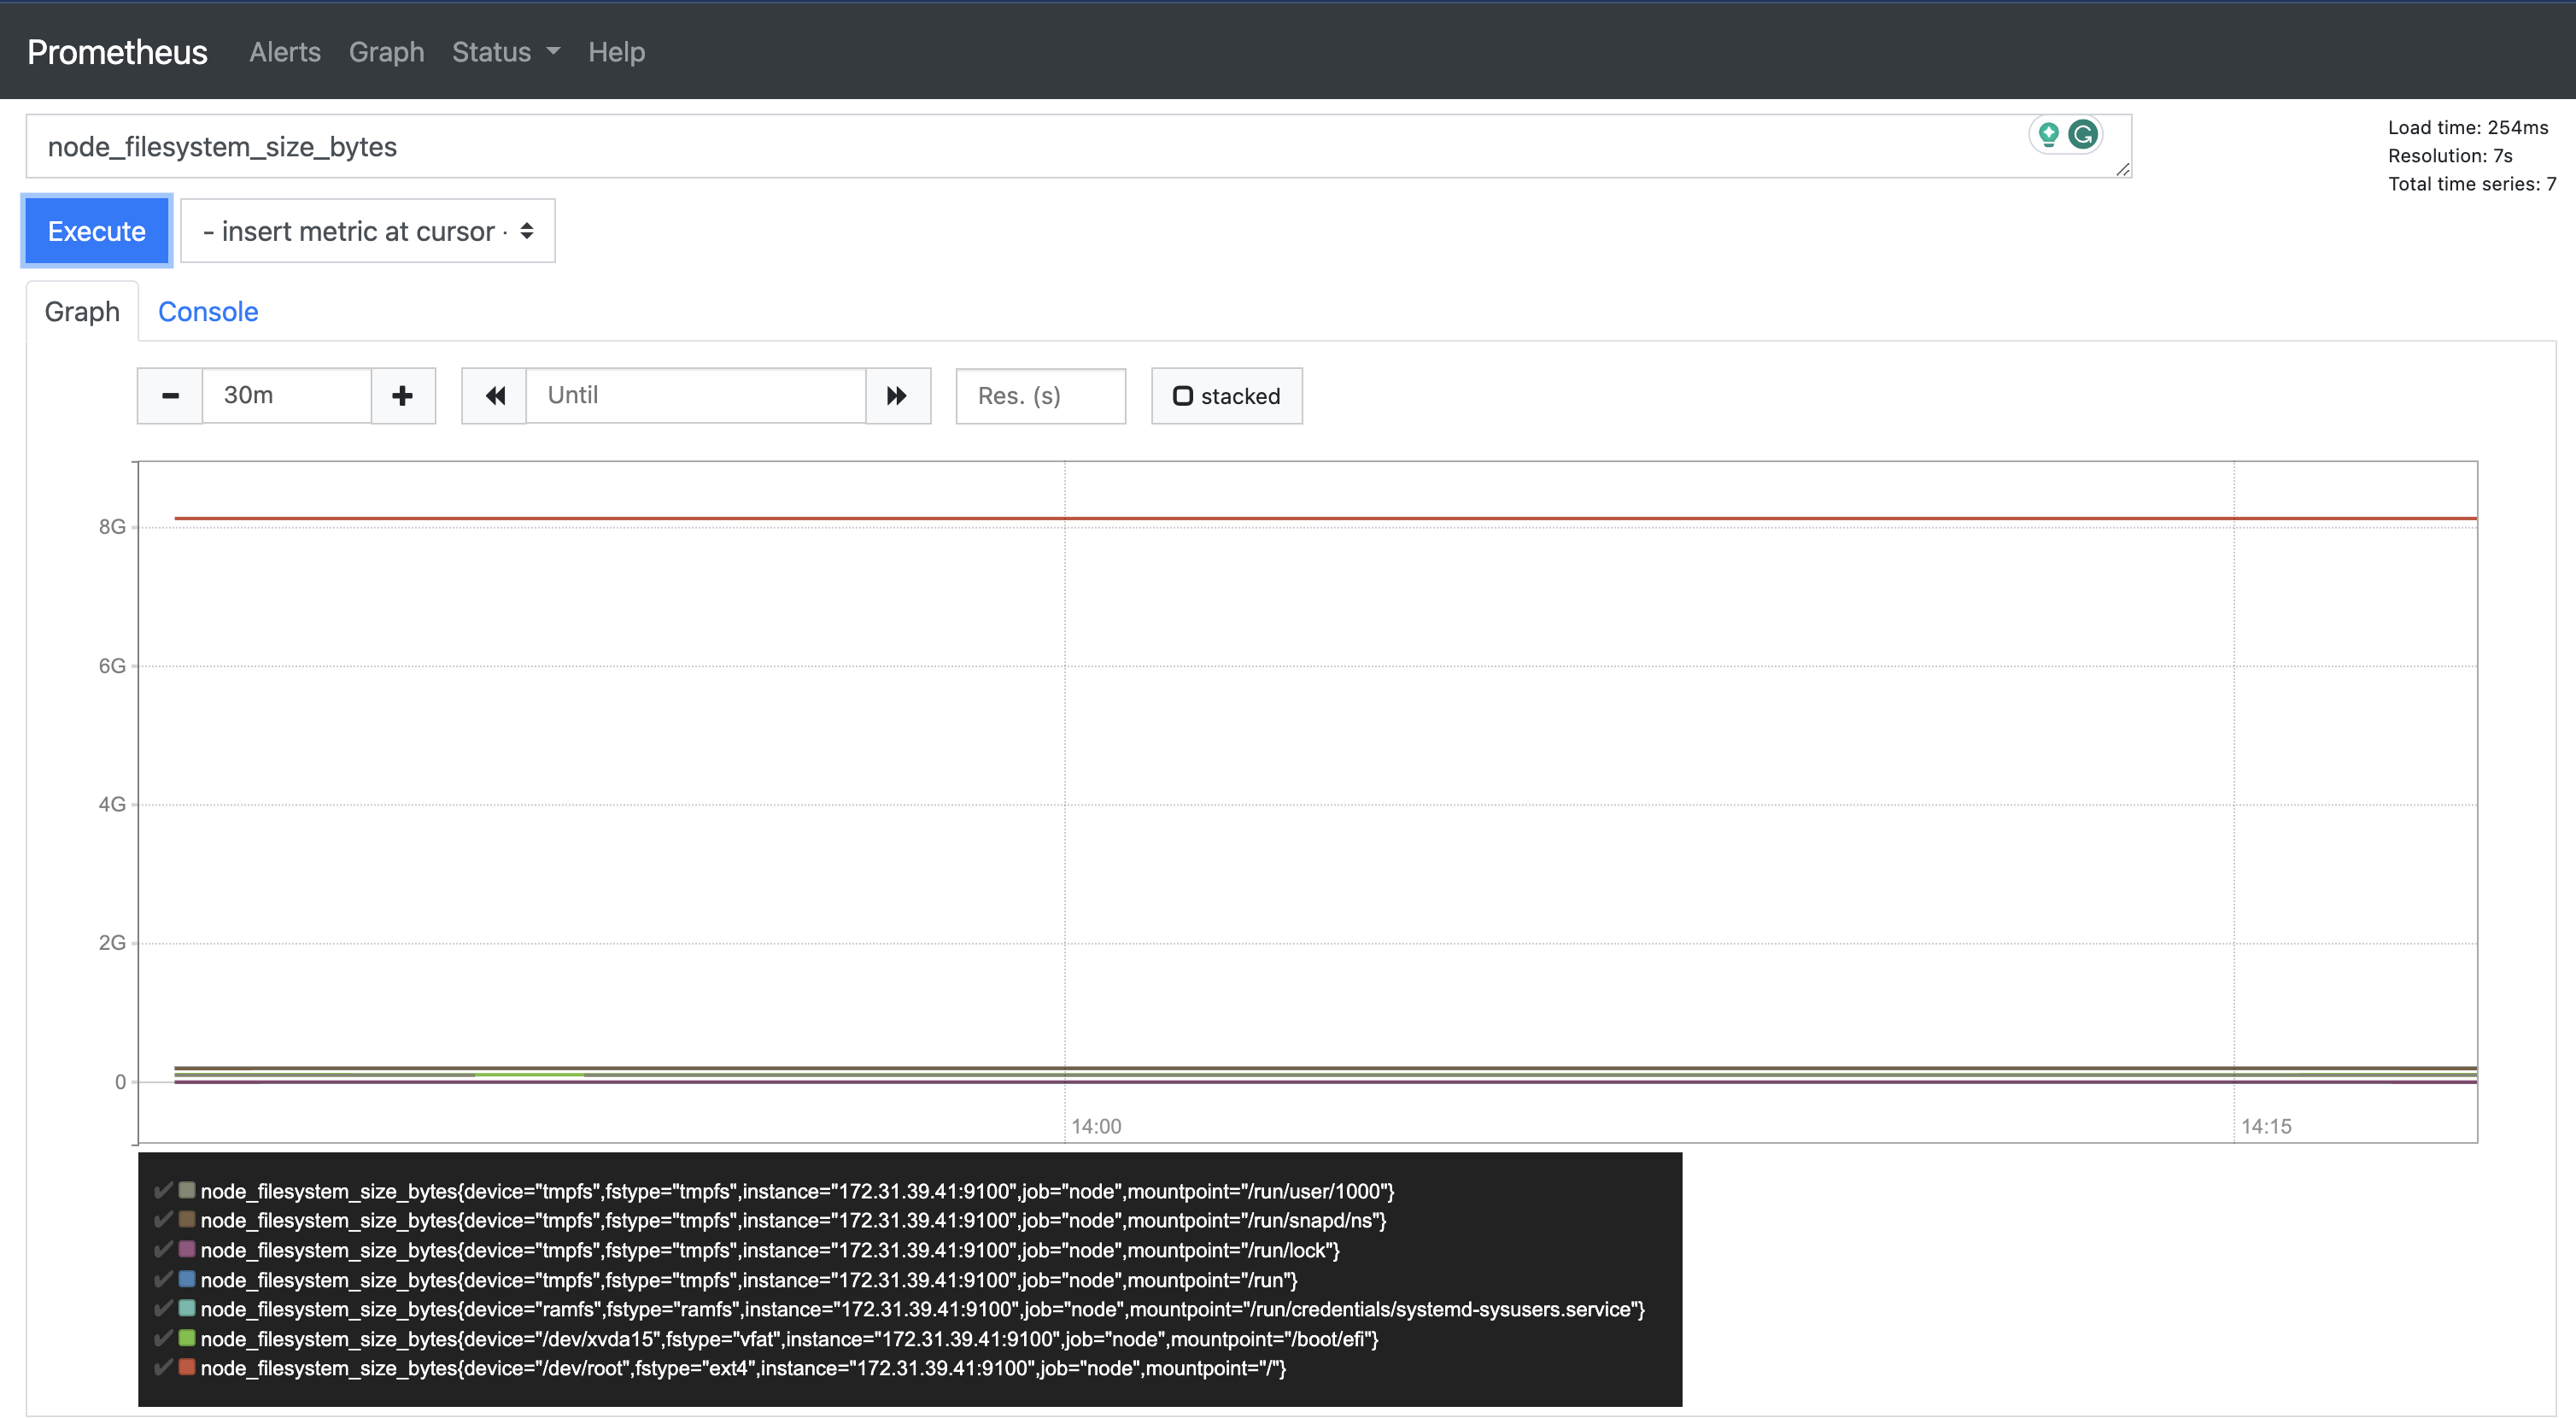 Prometheus Alerts Graph Status Help
node_filesystem_size_bytes
Load time: 254ms
Resolution: 7s
Total time series: 7
Execute - insert metric at cursor -
Graph Console
30m Until Res. (s) stacked
8G
6G
4G
2G
0
14:00 14:15
node_filesystem_size_bytes{device="tmpfs",fstype="tmpfs",instance="172.31.39.41:9100",job="node",mountpoint="/run/user/1000"}
node_filesystem_size_bytes{device="tmpfs",fstype="tmpfs",instance="172.31.39.41:9100",job="node",mountpoint="/run/snapd/ns"}
node_filesystem_size_bytes{device="tmpfs",fstype="tmpfs",instance="172.31.39.41:9100",job="node",mountpoint="/run/lock"}
node_filesystem_size_bytes{device="tmpfs",fstype="tmpfs",instance="172.31.39.41:9100",job="node",mountpoint="/run"}
node_filesystem_size_bytes{device="ramfs",fstype="ramfs",instance="172.31.39.41:9100",job="node",mountpoint="/run/credentials/systemd-sysusers.service"}
node_filesystem_size_bytes{device="/dev/xvda15",fstype="vfat",instance="172.31.39.41:9100",job="node",mountpoint="/boot/efi"}
node_filesystem_size_bytes{device="/dev/root",fstype="ext4",instance="172.31.39.41:9100",job="node",mountpoint="/"}